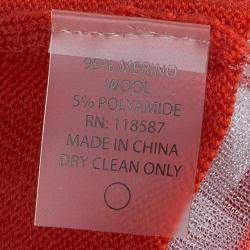 95% MERINO
WOOL
5% POLYAMIDE
RN: 118587
MADE IN CHINA
DRY CLEAN ONLY